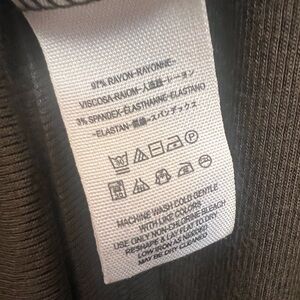 97% RAYON-RAYONNE-
VISCOSA-RAIOM-人造絲-レーヨン
3% SPANDEX-ELASTHANNE-ELASTANO
-ELASTAN-氨綸-スパンデックス
MACHINE WASH COLD GENTLE
WITH LIKE COLORS
USE ONLY NON-CHLORINE BLEACH
RESHAPE & LAY FLAT TO DRY
LOW IRON AS NEEDED
MAY BE DRY CLEANED